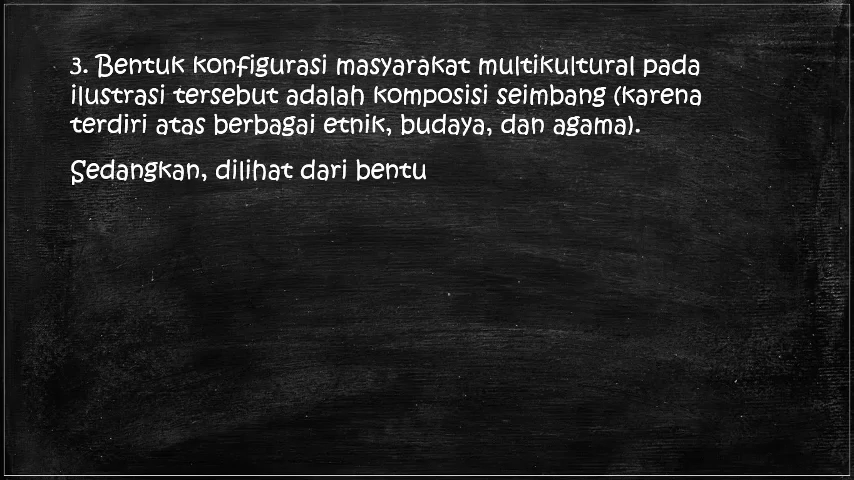 3. Bentuk konfigurasi masyarakat multikultural pada
ilustrasi tersebut adalah komposisi seimbang (karena
terdiri atas berbagai etnik, budaya, dan agama).
Sedangkan, dilihat dari bentu